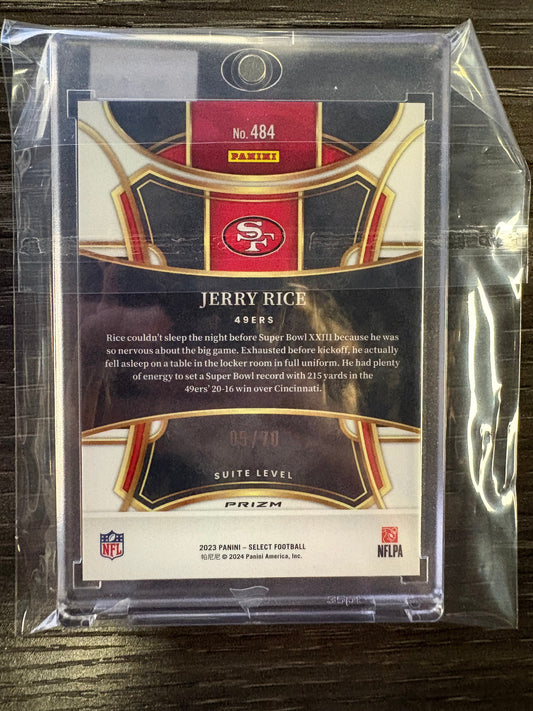 No. 484
PANINI
SF
JERRY RICE
49ERS
Rice couldn't sleep the night before Super Bowl XXIII because he was
so nervous about the big game. Exhausted before kickoff, he actually
fell asleep on a table in the locker room in full uniform. He had plenty
of energy to set a Super Bowl record with 215 yards in the
49ers' 20-16 win over Cincinnati.
05/70
SUITE LEVEL
PRIZM
NFL
NFLPA
2023 PANINI – SELECT FOOTBALL
帕尼尼 © 2024 Panini America, Inc.